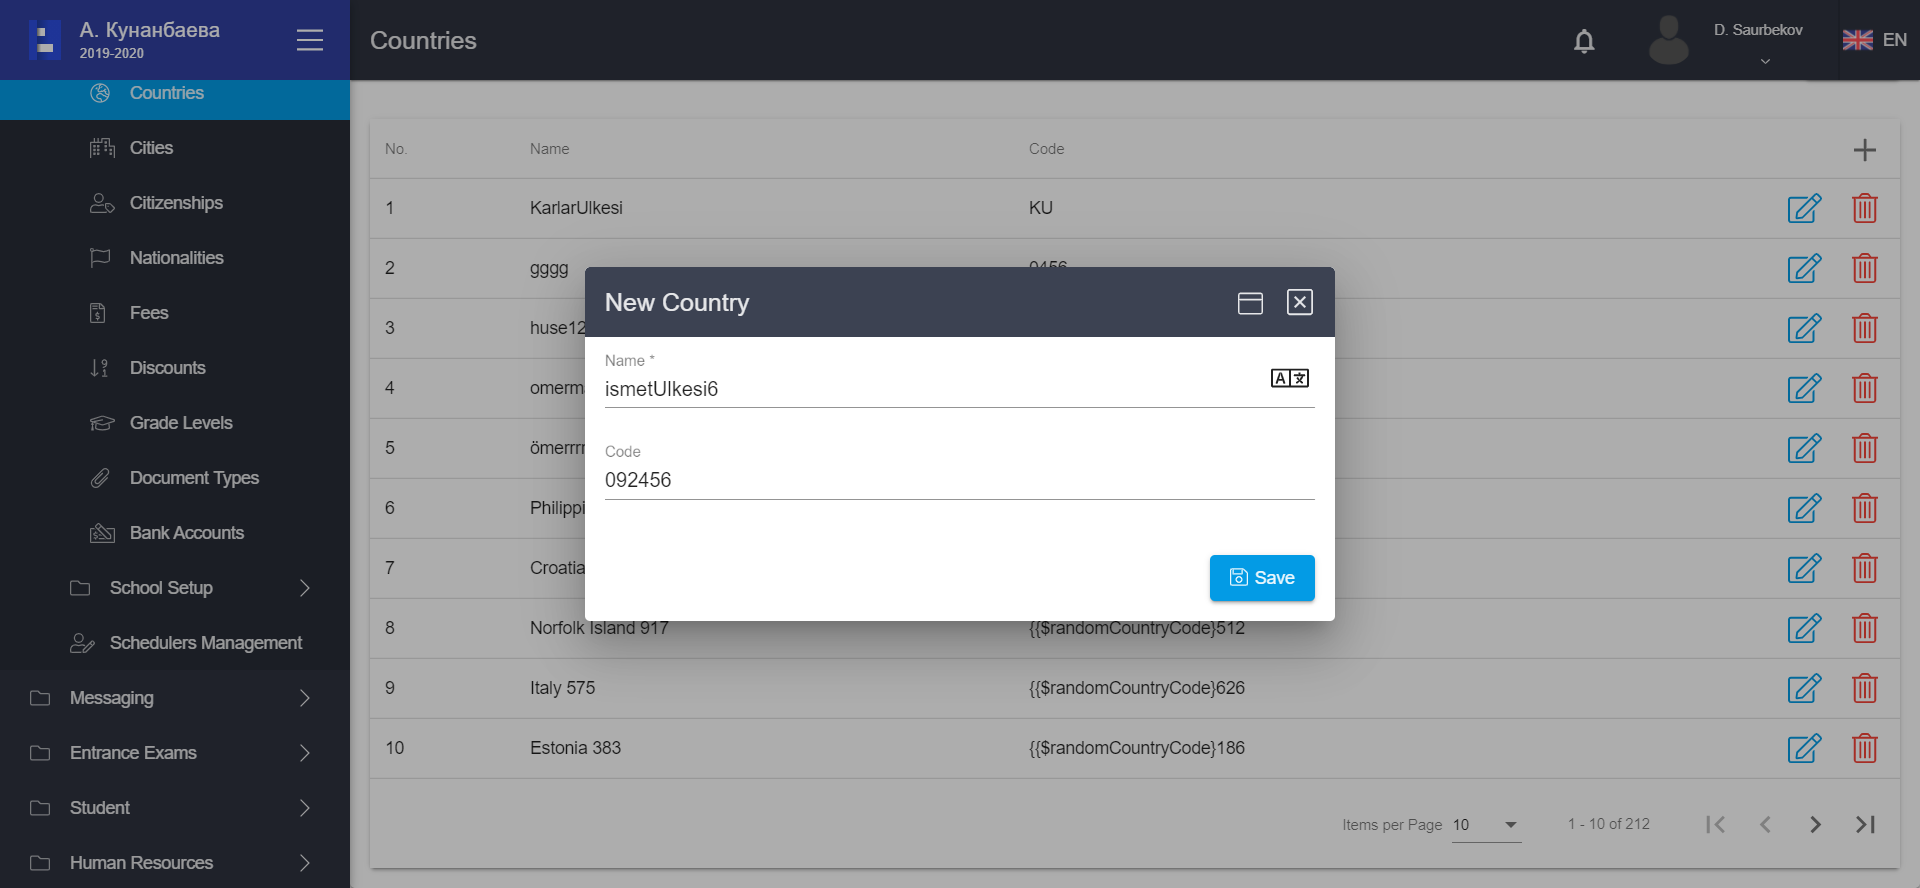 А. Кунанбаева
2019-2020
Countries
D. Saurbekov
EN
Countries
Cities
Citizenships
Nationalities
Fees
Discounts
Grade Levels
Document Types
Bank Accounts
School Setup
Schedulers Management
Messaging
Entrance Exams
Student
Human Resources
No. Name Code
1 KarlarUlkesi KU
2 gggg 0456
3 huse12
4
5
6
7 Croatia
8 Norfolk Island 917 {{$randomCountryCode}512
9 Italy 575 {{$randomCountryCode}626
10 Estonia 383 {{$randomCountryCode}186
New Country
Name *
ismetUlkesi6
Code
092456
Save
Items per Page 10 1 - 10 of 212